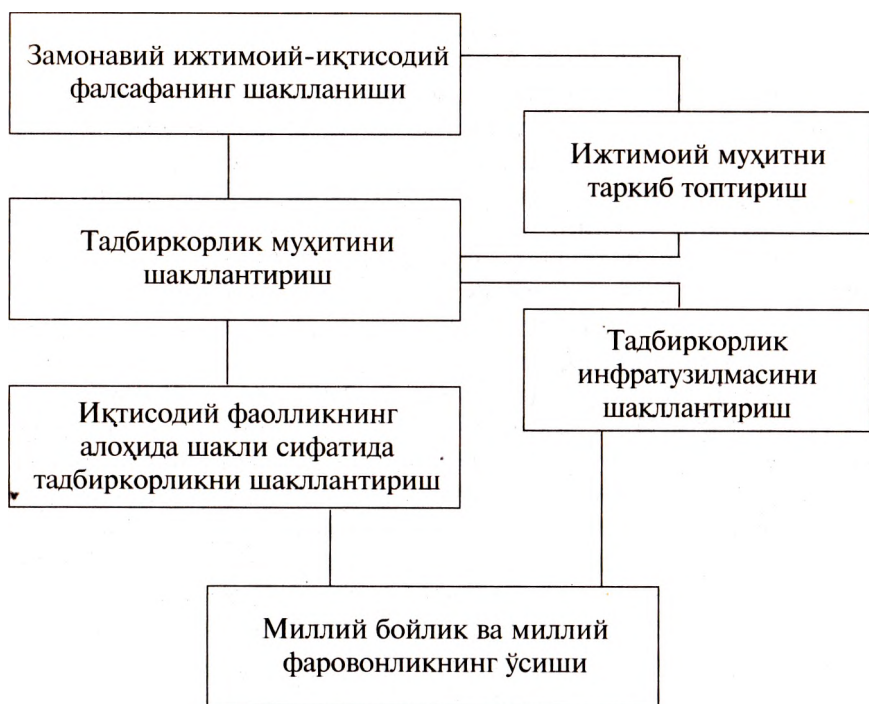 Замонавий ижтимоий-иқтисодий
фалсафанинг шаклланиши
Ижтимоий муҳитни
таркиб топтириш
Тадбиркорлик муҳитини
шакллантириш
Тадбиркорлик
инфратузилмасини
шакллантириш
Иқтисодий фаолликнинг
алоҳида шакли сифатида
тадбиркорликни шакллантириш
Миллий бойлик ва миллий
фаровонликнинг ўсиши